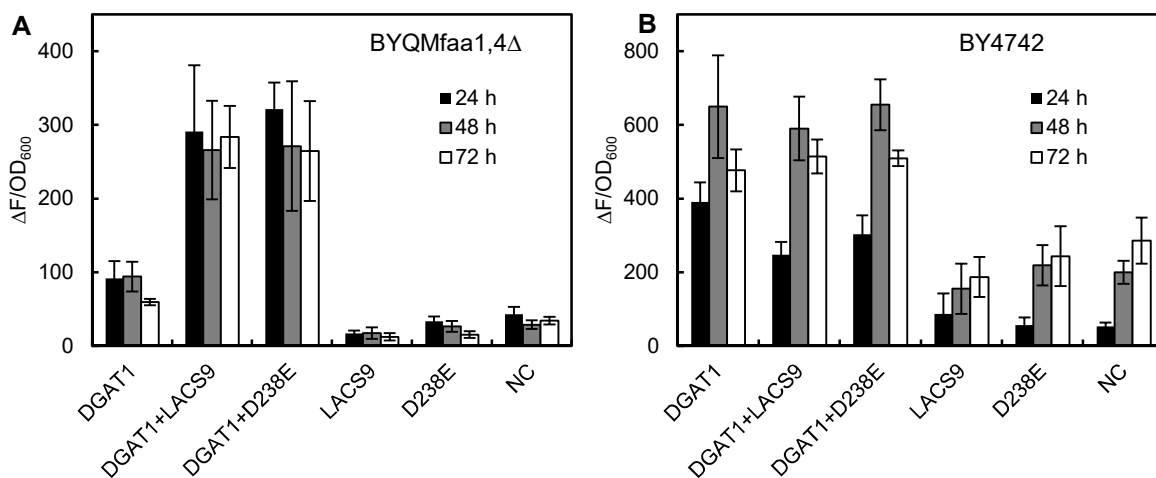 A
BYQMfaa1,4Δ
400
300
200
100
0
ΔF/OD600
24 h
48 h
72 h
DGAT1
DGAT1+LACS9
DGAT1+D238E
LACS9
D238E
NC
B
BY4742
800
600
400
200
0
ΔF/OD600
24 h
48 h
72 h
DGAT1
DGAT1+LACS9
DGAT1+D238E
LACS9
D238E
NC